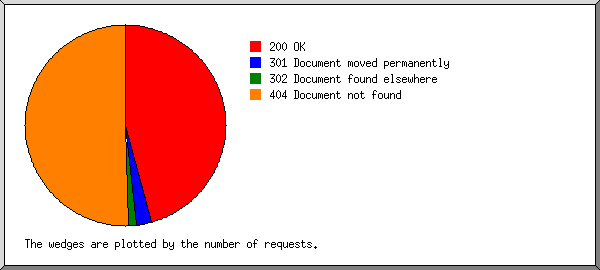 200 OK
301 Document moved permanently
302 Document found elsewhere
404 Document not found
The wedges are plotted by the number of requests.